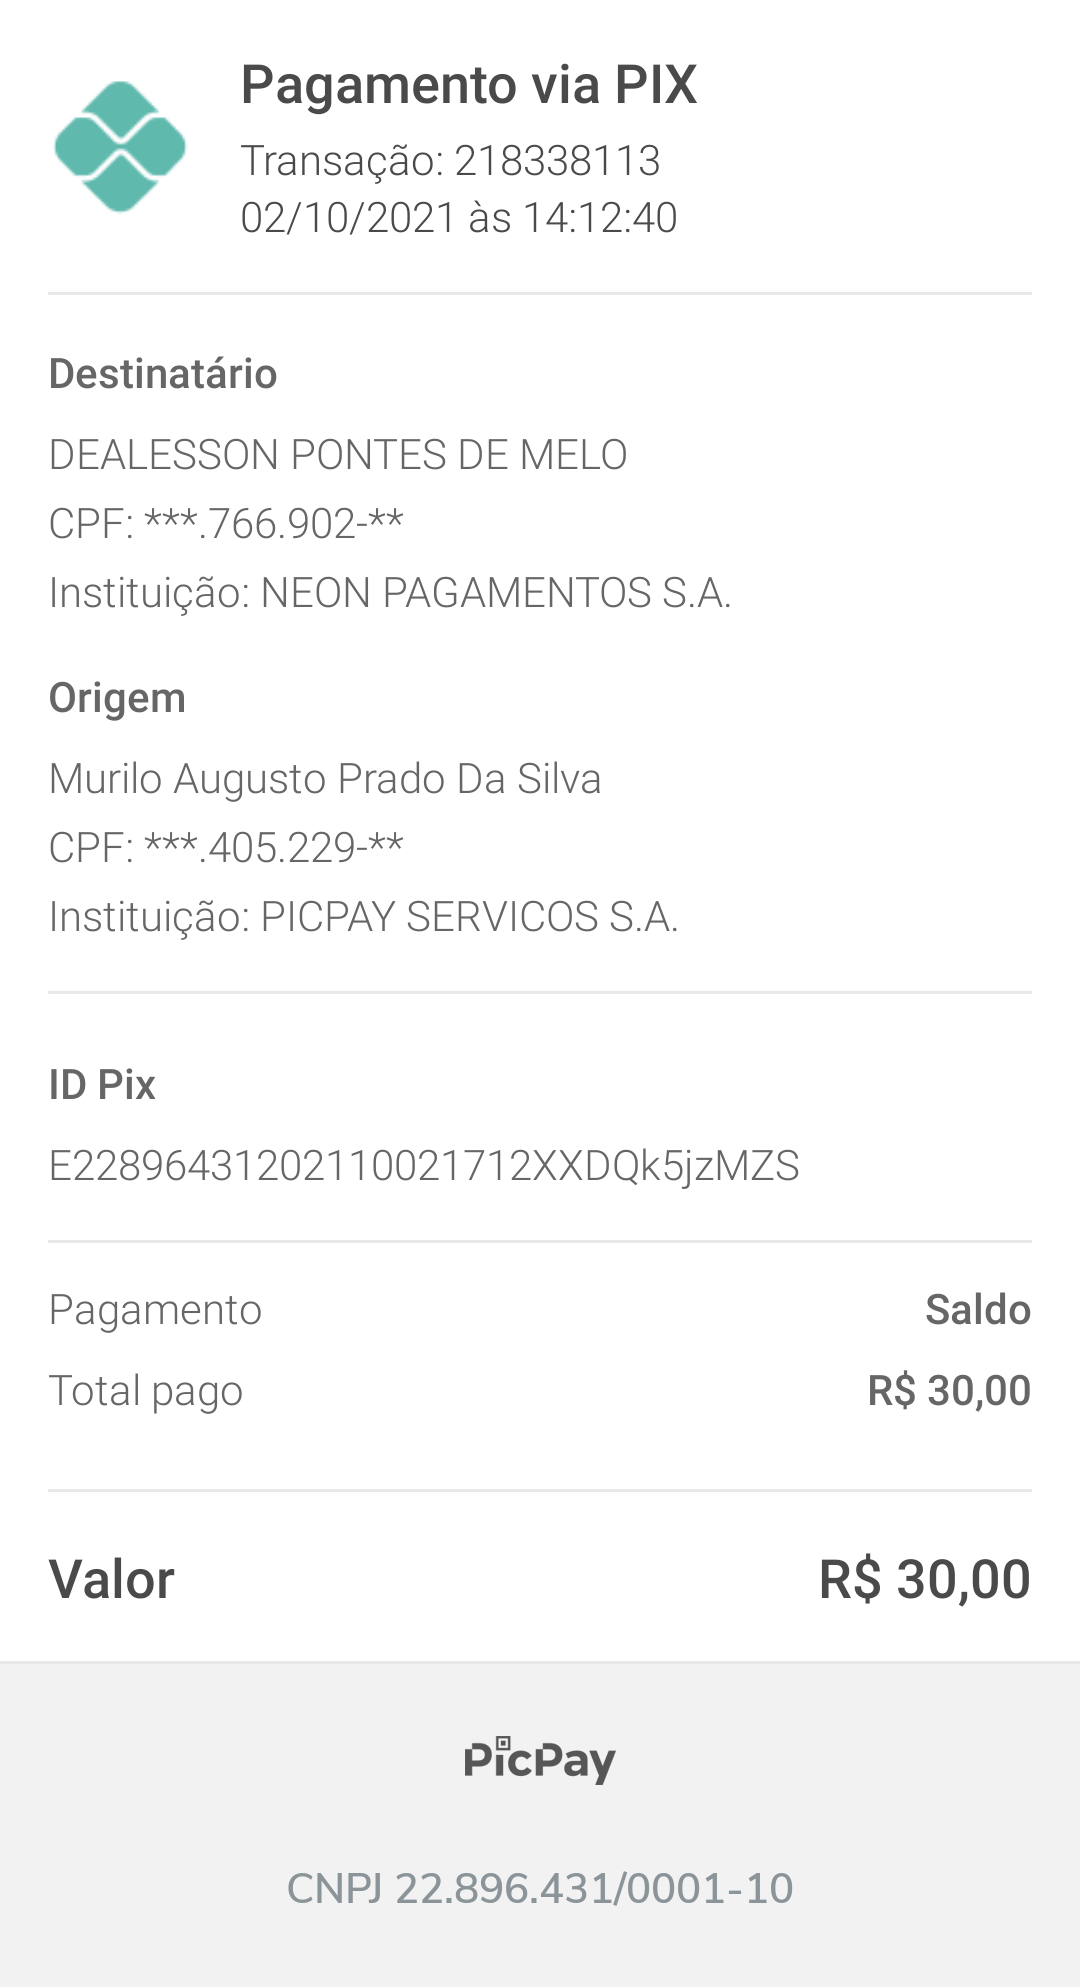 Pagamento via PIX
Transação: 218338113
02/10/2021 às 14:12:40
Destinatário
DEALESSON PONTES DE MELO
CPF: ***.766.902-**
Instituição: NEON PAGAMENTOS S.A.
Origem
Murilo Augusto Prado Da Silva
CPF: ***.405.229-**
Instituição: PICPAY SERVICOS S.A.
ID Pix
E22896431202110021712XXDQk5jzMZS
Pagamento Saldo
Total pago R$ 30,00
Valor R$ 30,00
PicPay
CNPJ 22.896.431/0001-10